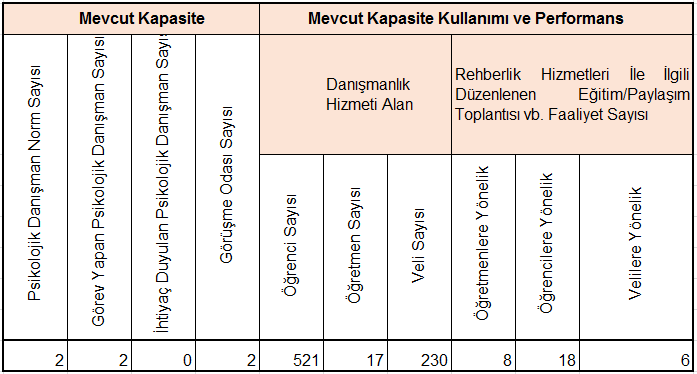 Mevcut Kapasite
Mevcut Kapasite Kullanımı ve Performans
Psikolojik Danışman Norm Sayısı
Görev Yapan Psikolojik Danışman Sayısı
İhtiyaç Duyulan Psikolojik Danışman Sayısı
Görüşme Odası Sayısı
Danışmanlık
Hizmeti Alan
Rehberlik Hizmetleri İle İlgili
Düzenlenen Eğitim/Paylaşım
Toplantısı vb. Faaliyet Sayısı
Öğrenci Sayısı
Öğretmen Sayısı
Veli Sayısı
Öğretmenlere Yönelik
Öğrencilere Yönelik
Velilere Yönelik
2 2 0 2 521 17 230 8 18 6